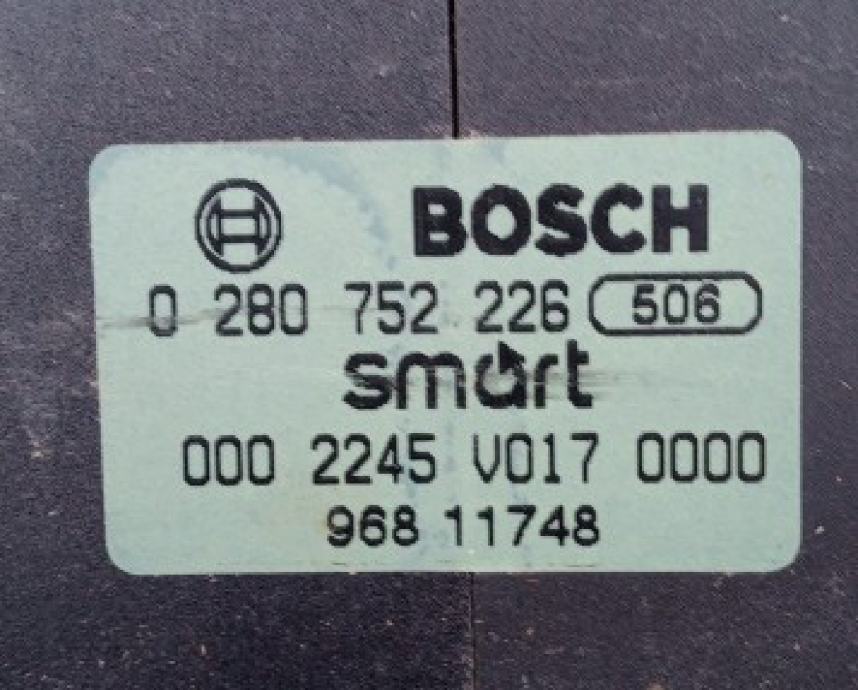 BOSCH
0 280 752 226 506
smart
000 2245 V017 0000
968 11748